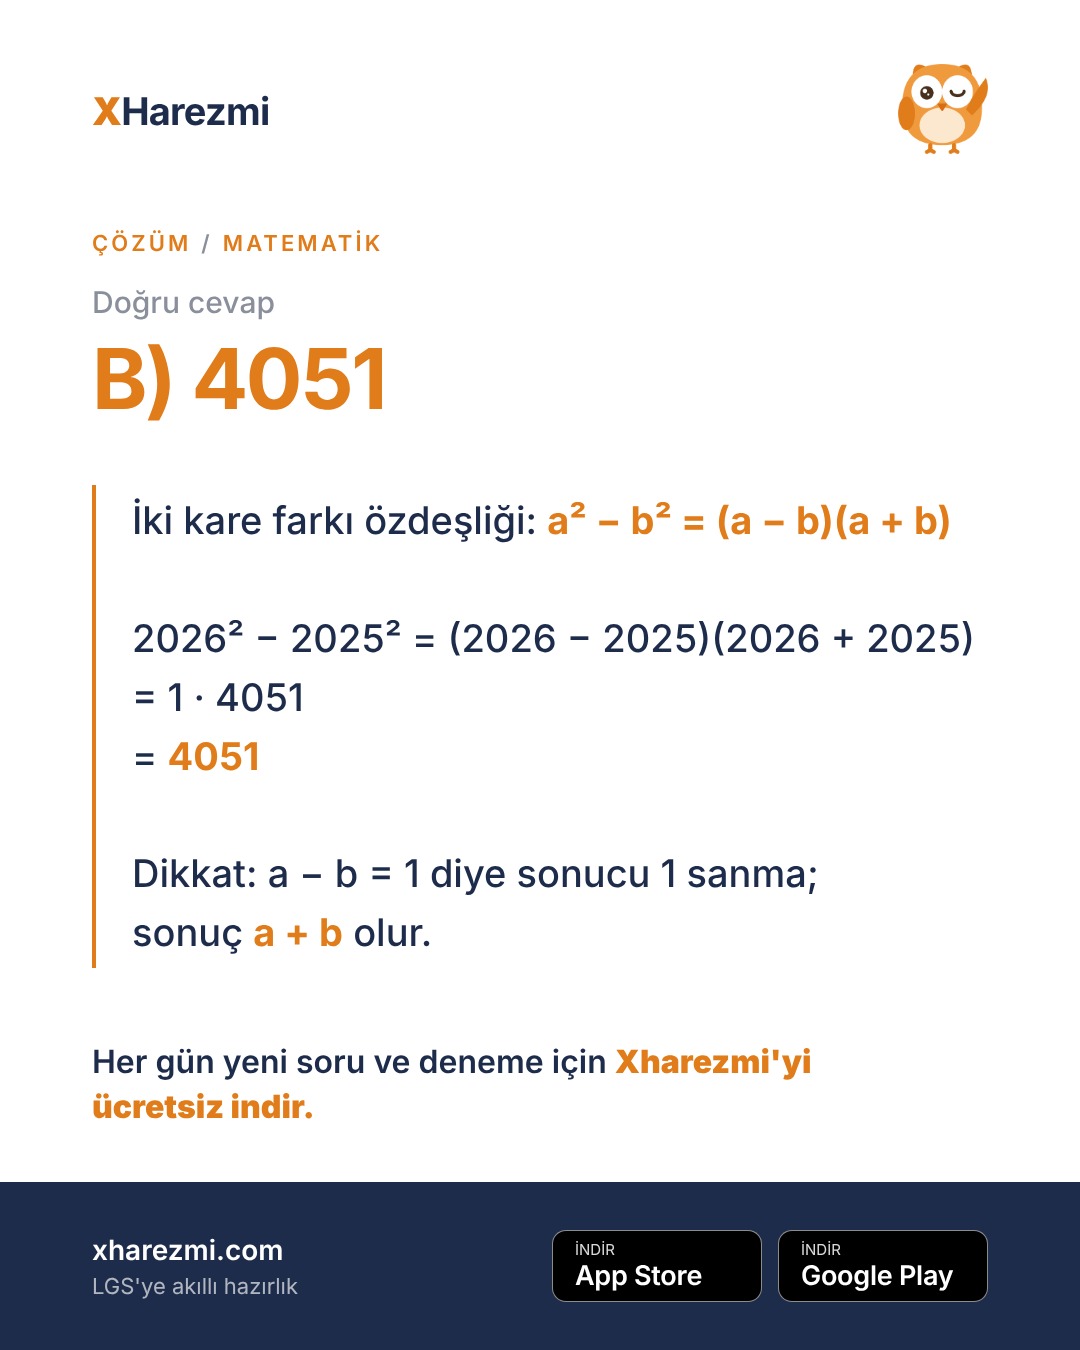 XHarezmi
ÇÖZÜM / MATEMATİK
Doğru cevap
B) 4051
İki kare farkı özdeşliği: a² − b² = (a − b)(a + b)
2026² − 2025² = (2026 − 2025)(2026 + 2025)
= 1 · 4051
= 4051
Dikkat: a − b = 1 diye sonucu 1 sanma;
sonuç a + b olur.
Her gün yeni soru ve deneme için Xharezmi'yi
ücretsiz indir.
xharezmi.com
LGS'ye akıllı hazırlık
İNDİR
App Store
İNDİR
Google Play